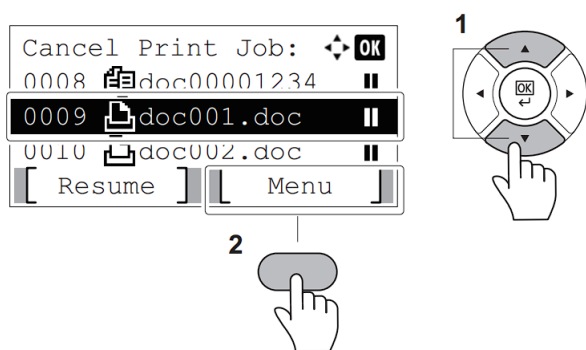 Cancel Print Job: OK
0008 doc00001234
0009 doc001.doc
0010 doc002.doc
[ Resume ] [ Menu ]
1
OK
2